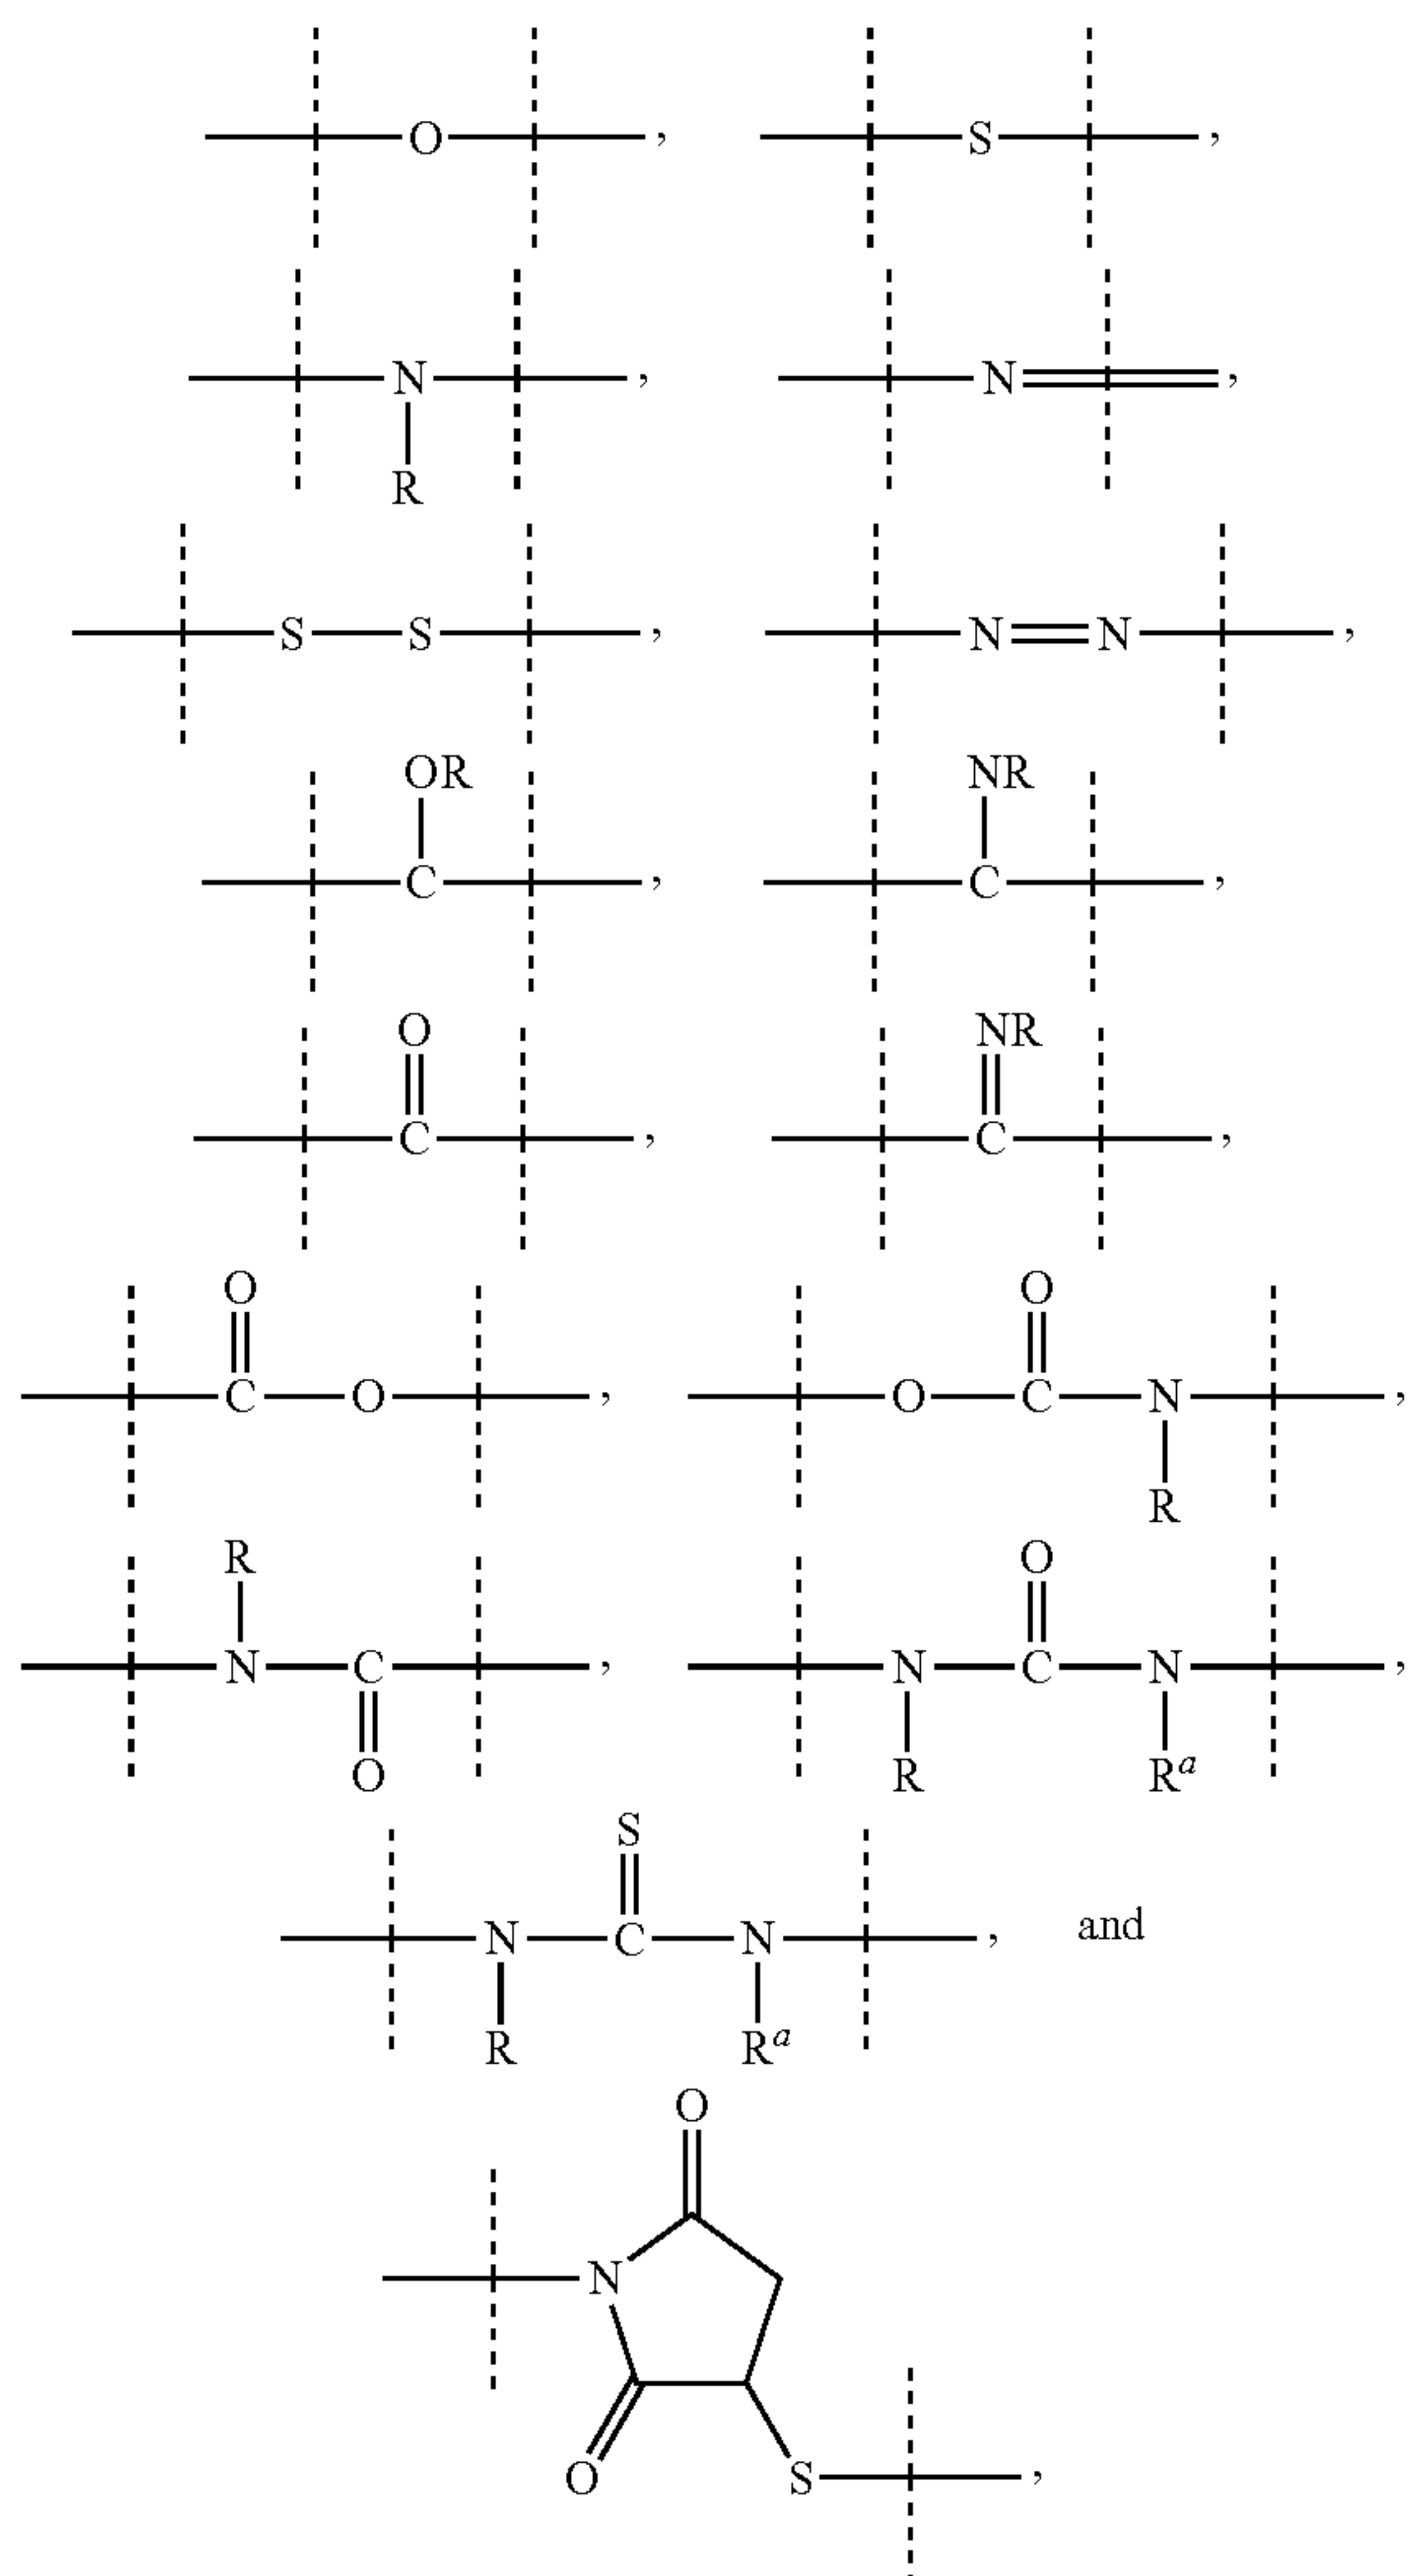 O , S ,
N , N ,
R
S S , N N ,
OR NR
C , C ,
O NR
C , C ,
O O
C O , O C N ,
R
R O
N C , N C N ,
O R Rᵃ
S
N C N , and
R Rᵃ
O
N
O S ,